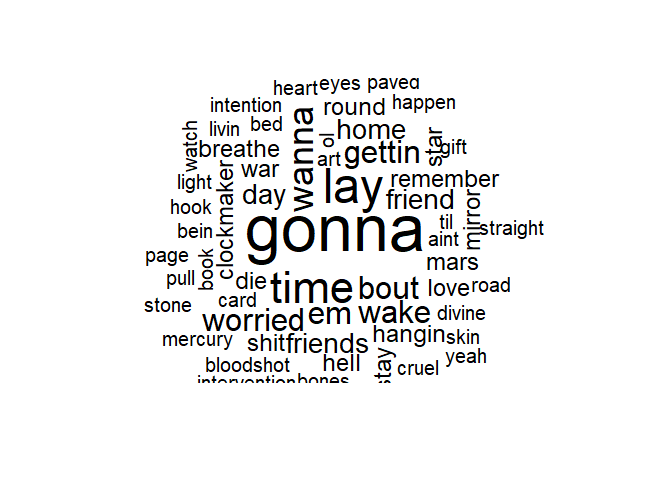 heart eyes paved
intention round happen
watch livin bed wanna ol home star
breathe art gettin gift
light war lay remember
hook clockmaker day friend
bein gonna til mirror straight
aint
page book mars
pull die time bout love road
stone card em wake divine
worried hangin
mercury shit friends skin
bloodshot hell stay cruel yeah
intervention bones